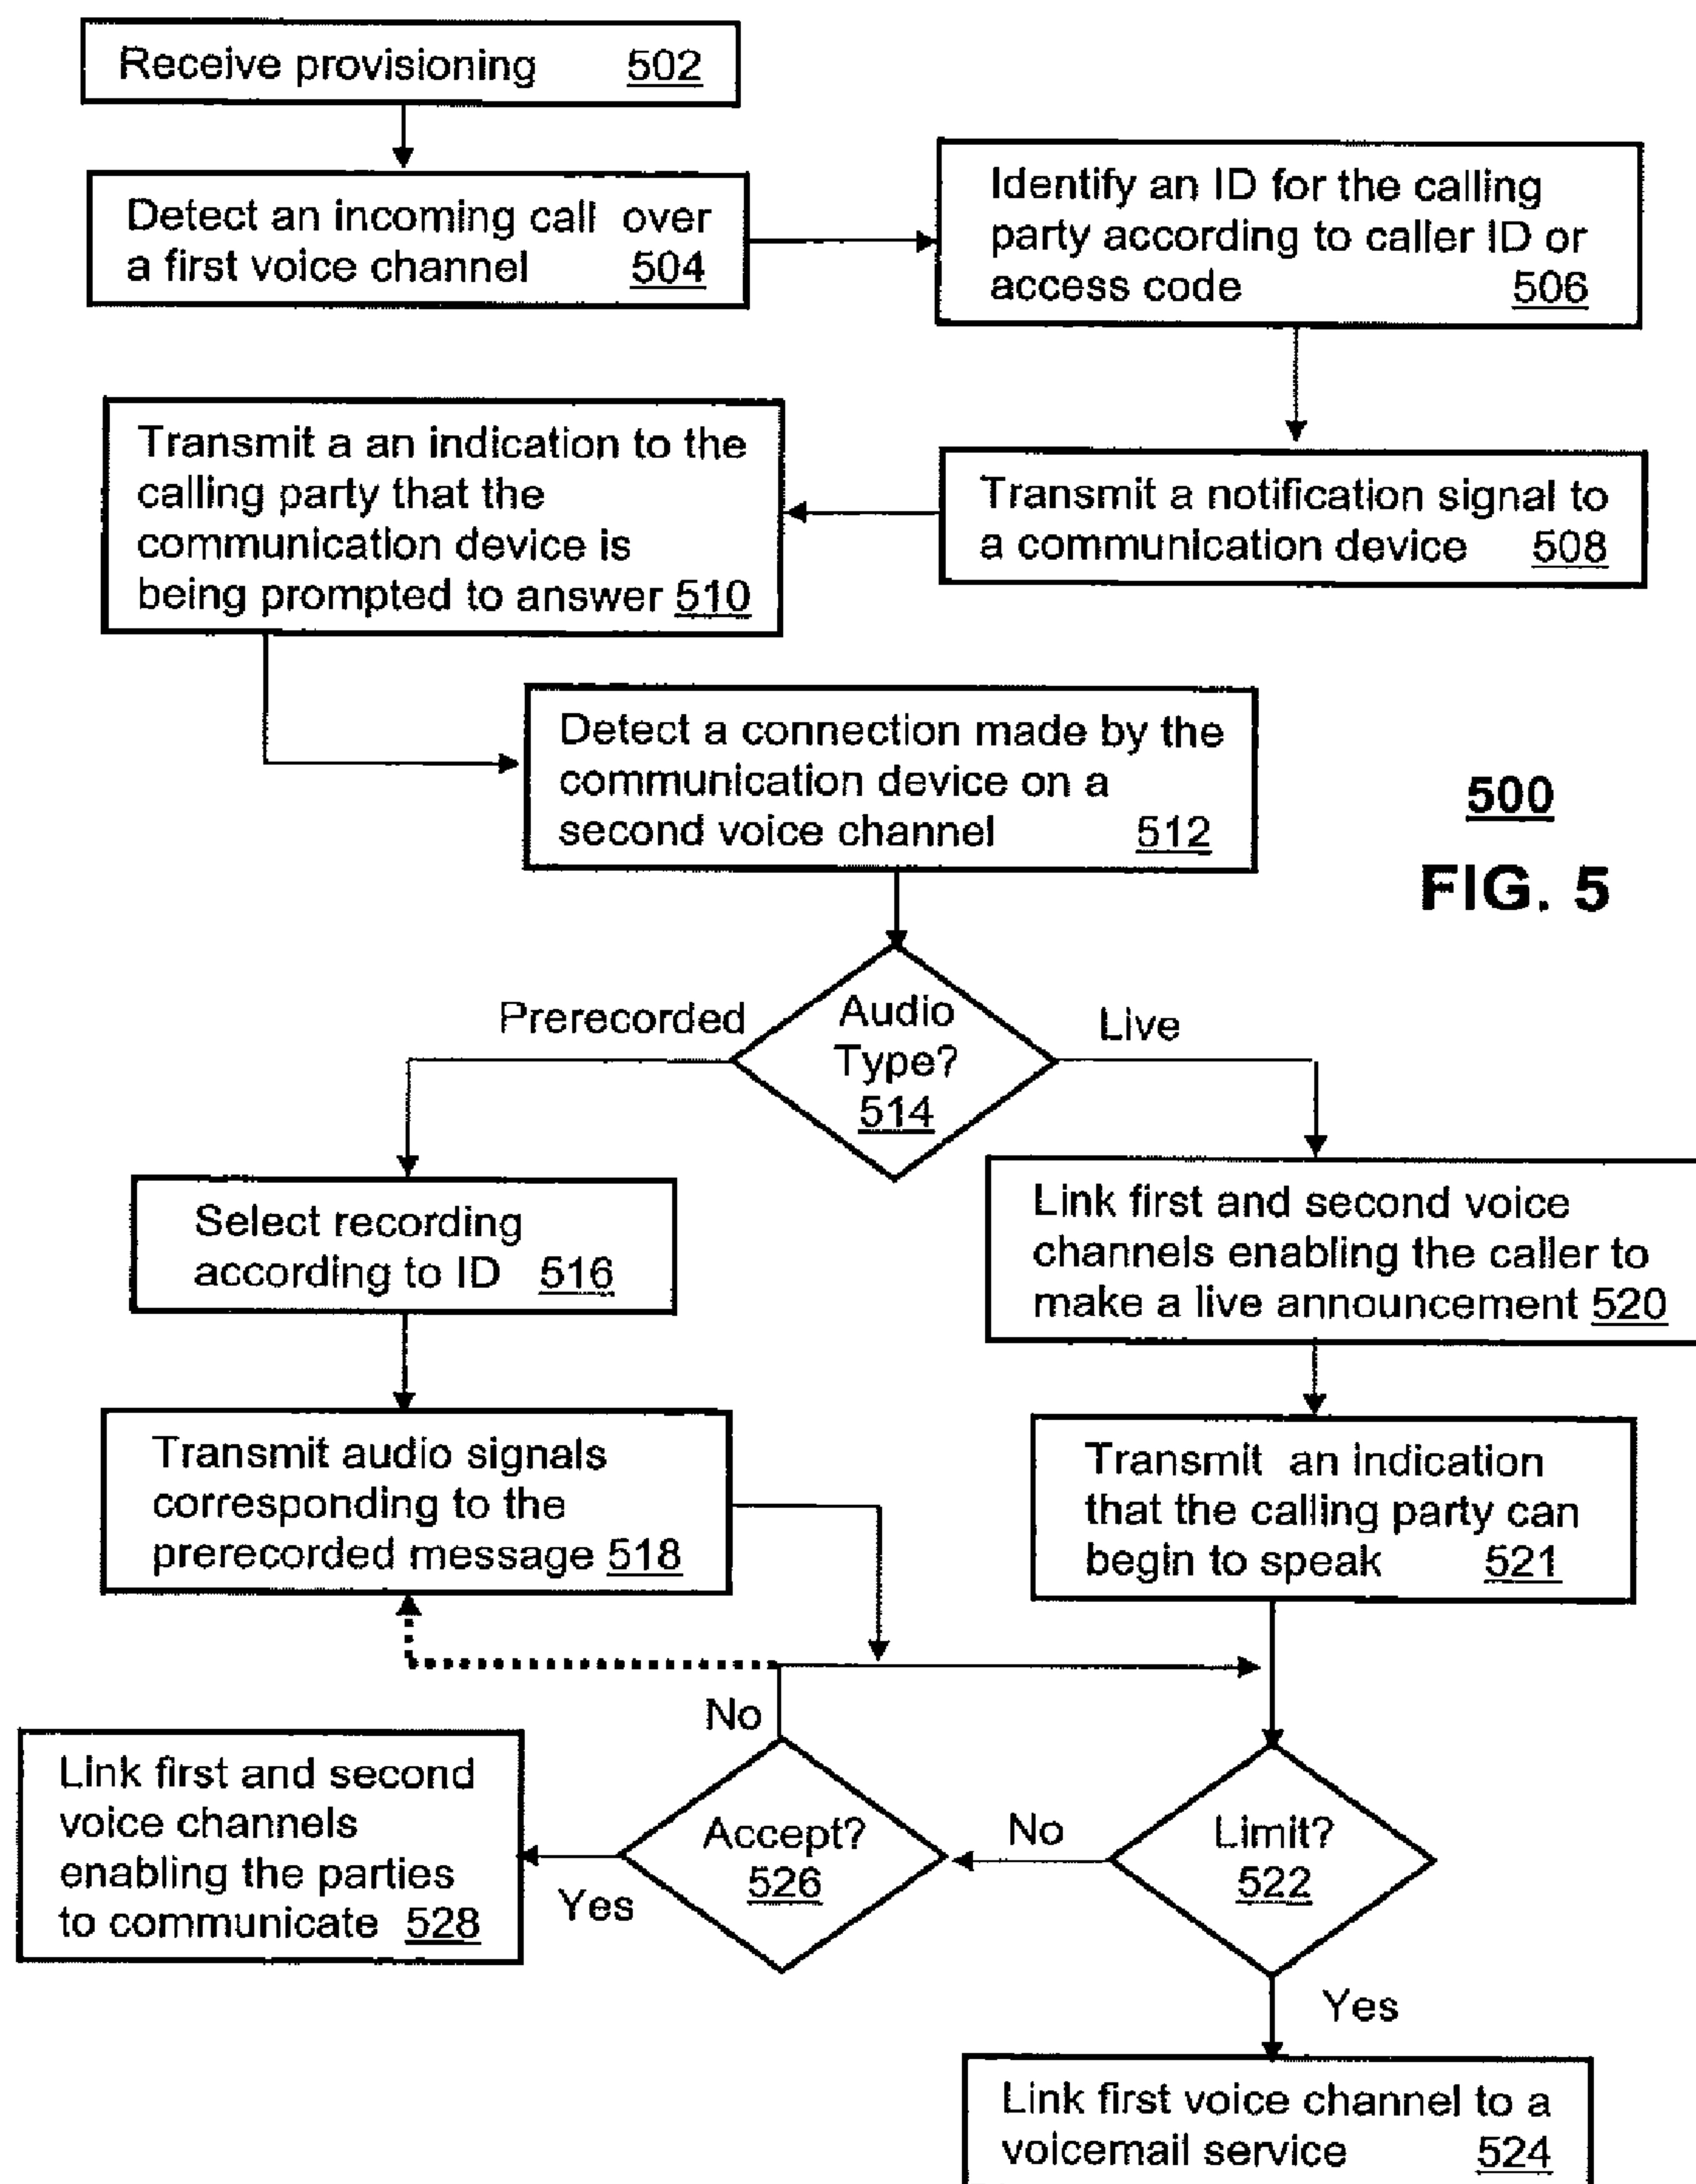 Receive provisioning 502
Detect an incoming call over
a first voice channel 504
Identify an ID for the calling
party according to caller ID or
access code 506
Transmit a notification signal to
a communication device 508
Transmit a an indication to the
calling party that the
communication device is
being prompted to answer 510
Detect a connection made by the
communication device on a
second voice channel 512
500
FIG. 5
Audio
Type?
514
Prerecorded
Live
Select recording
according to ID 516
Link first and second voice
channels enabling the caller to
make a live announcement 520
Transmit audio signals
corresponding to the
prerecorded message 518
Transmit an indication
that the calling party can
begin to speak 521
No
Link first and second
voice channels
enabling the parties
to communicate 528
Yes
Accept?
526
No
Limit?
522
Yes
Link first voice channel to a
voicemail service 524